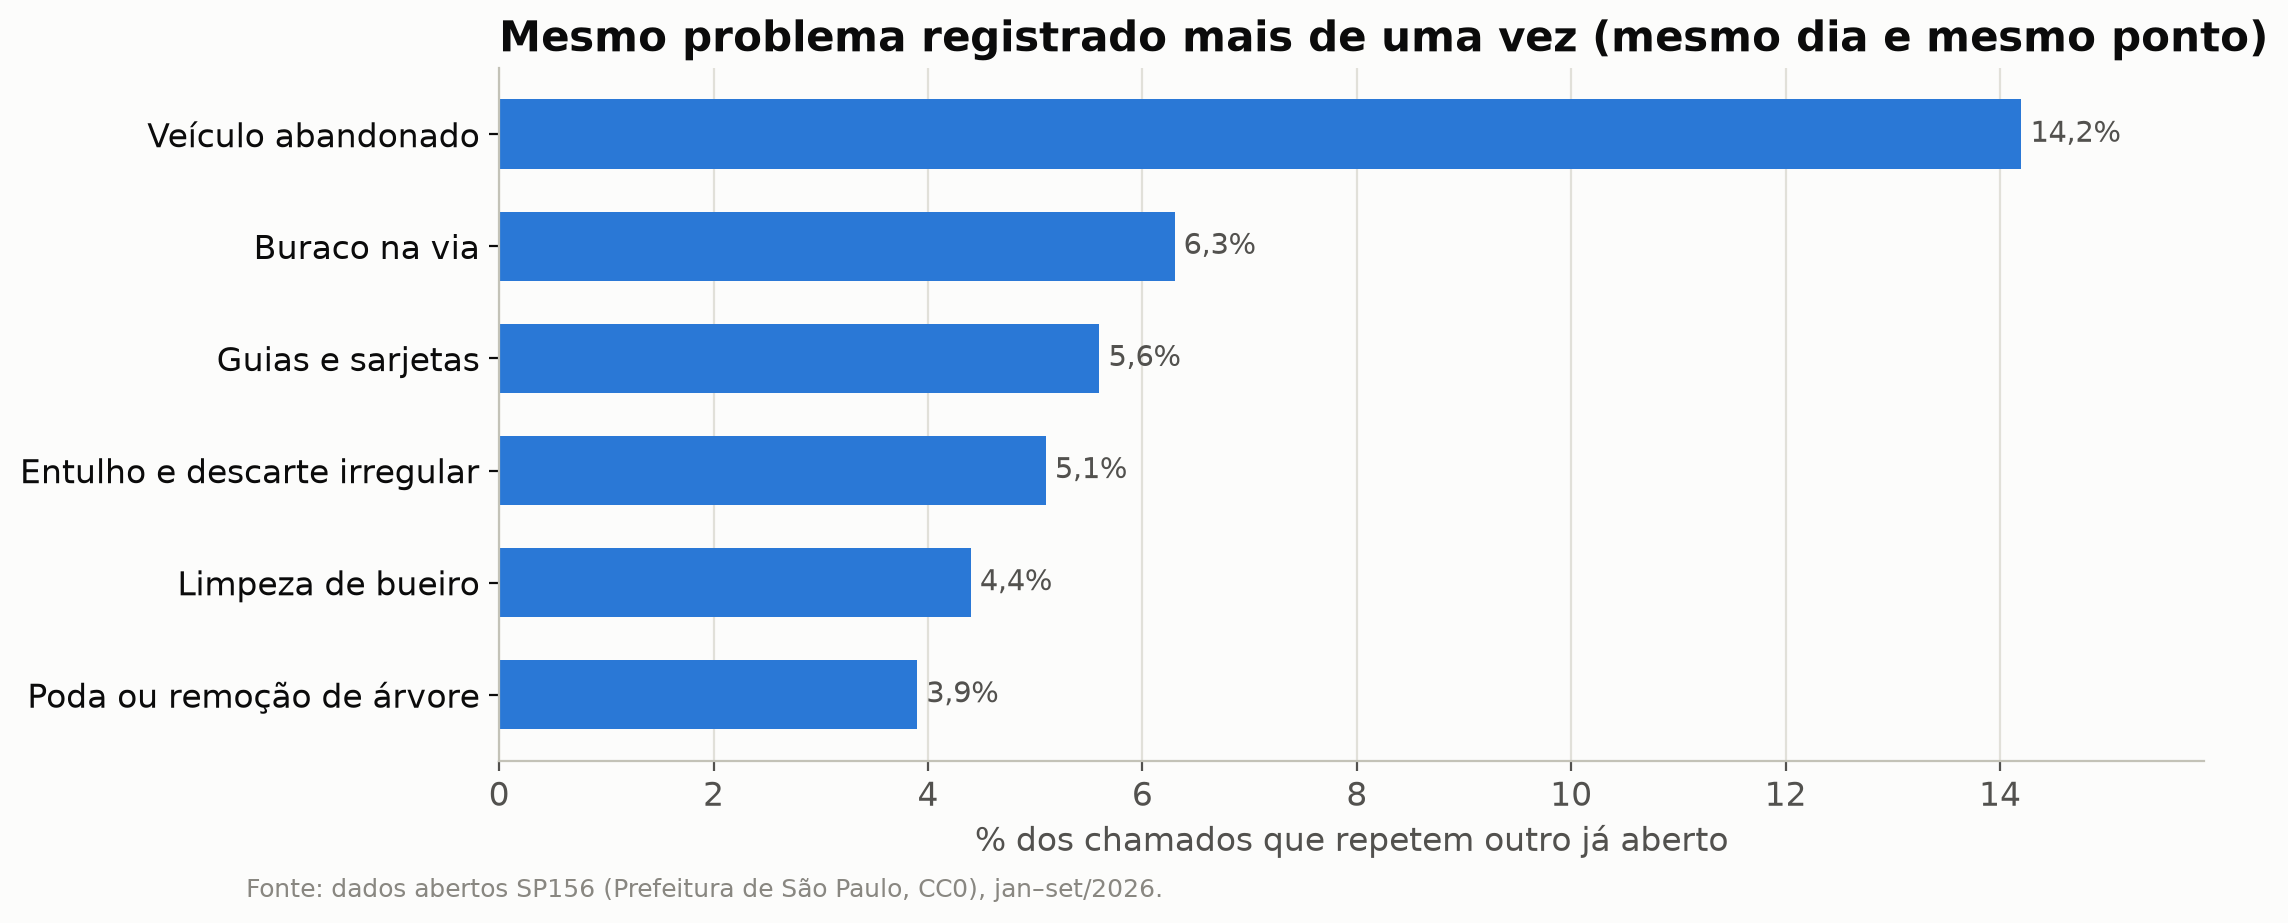 Mesmo problema registrado mais de uma vez (mesmo dia e mesmo ponto)
Veículo abandonado
14,2%
Buraco na via
6,3%
Guias e sarjetas
5,6%
Entulho e descarte irregular
5,1%
Limpeza de bueiro
4,4%
Poda ou remoção de árvore
3,9%
0 2 4 6 8 10 12 14
% dos chamados que repetem outro já aberto
Fonte: dados abertos SP156 (Prefeitura de São Paulo, CC0), jan–set/2026.